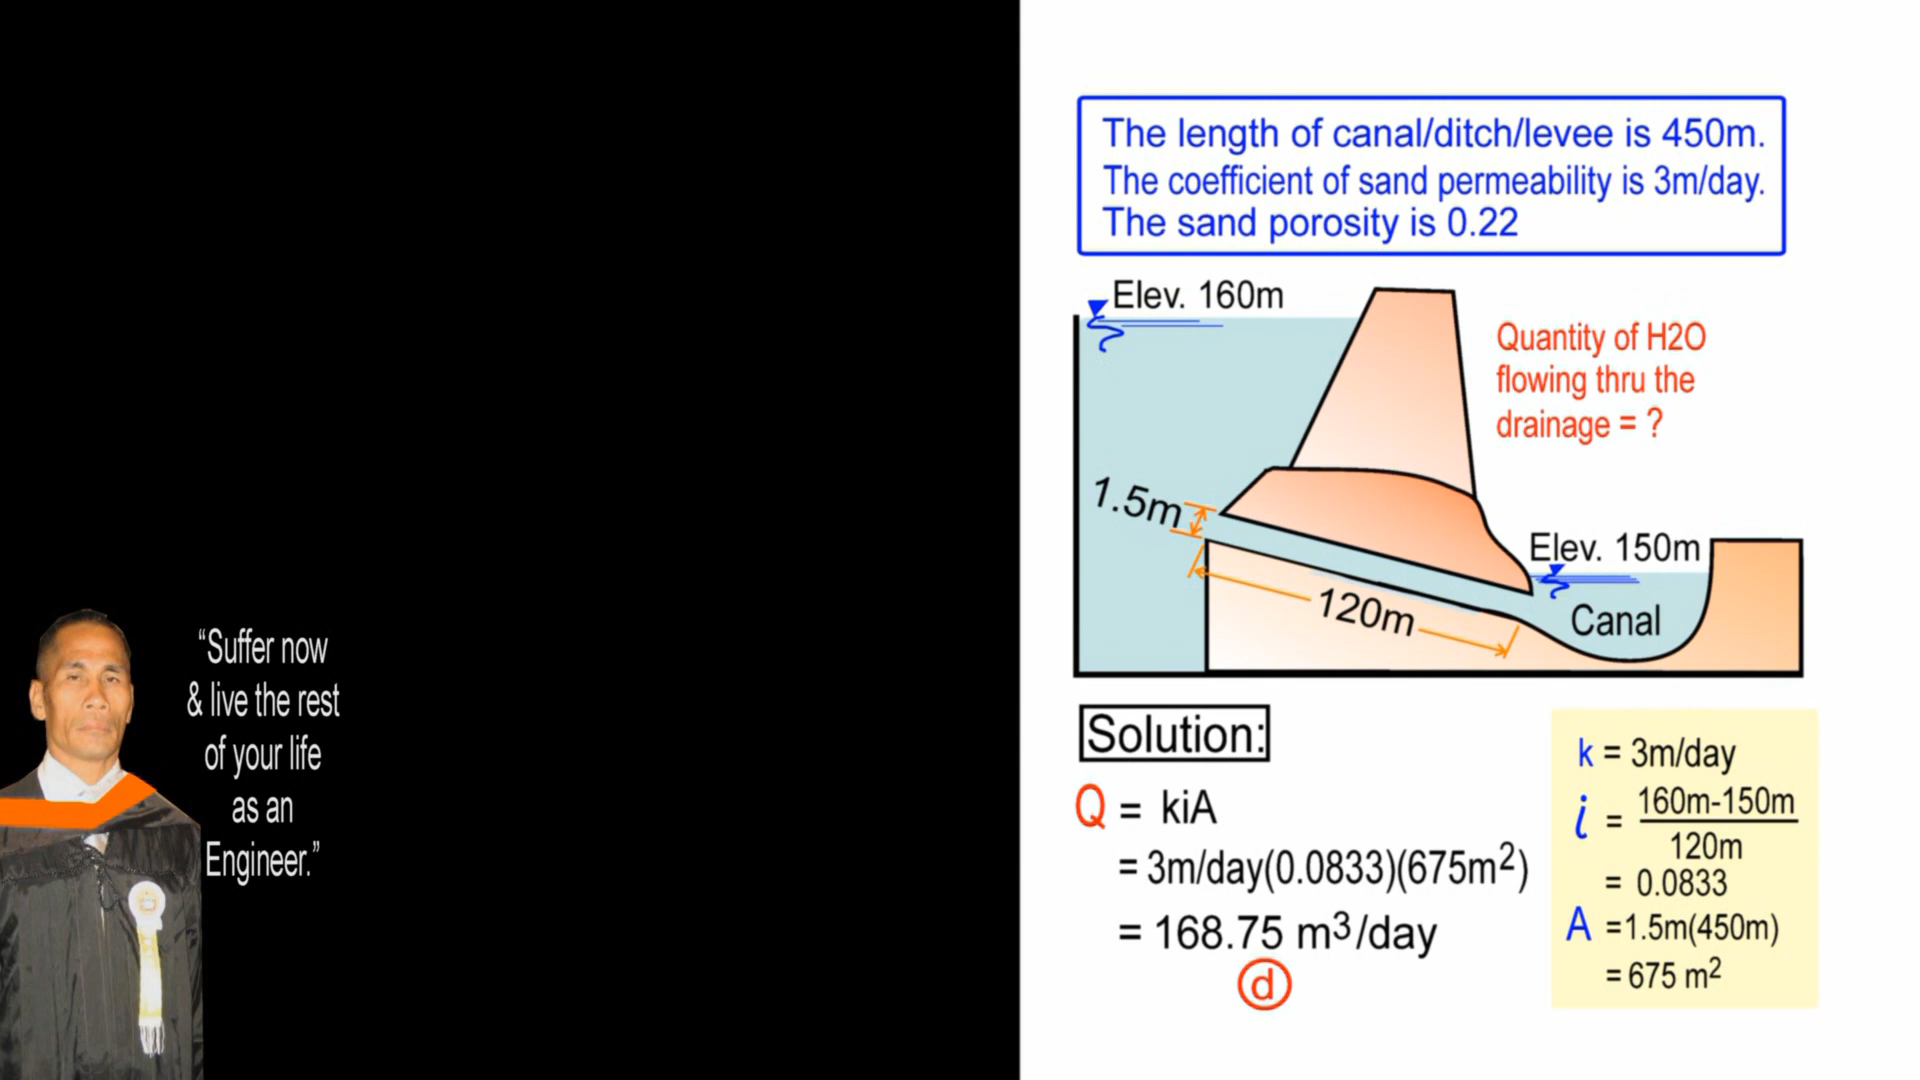 “Suffer now
& live the rest
of your life
as an
Engineer.”
The length of canal/ditch/levee is 450m.
The coefficient of sand permeability is 3m/day.
The sand porosity is 0.22
Elev. 160m
Quantity of H2O
flowing thru the
drainage = ?
1.5m
Elev. 150m
120m
Canal
Solution:
Q = kiA
= 3m/day(0.0833)(675m²)
= 168.75 m³/day
d
k = 3m/day
i = 160m-150m
120m
= 0.0833
A =1.5m(450m)
= 675 m²